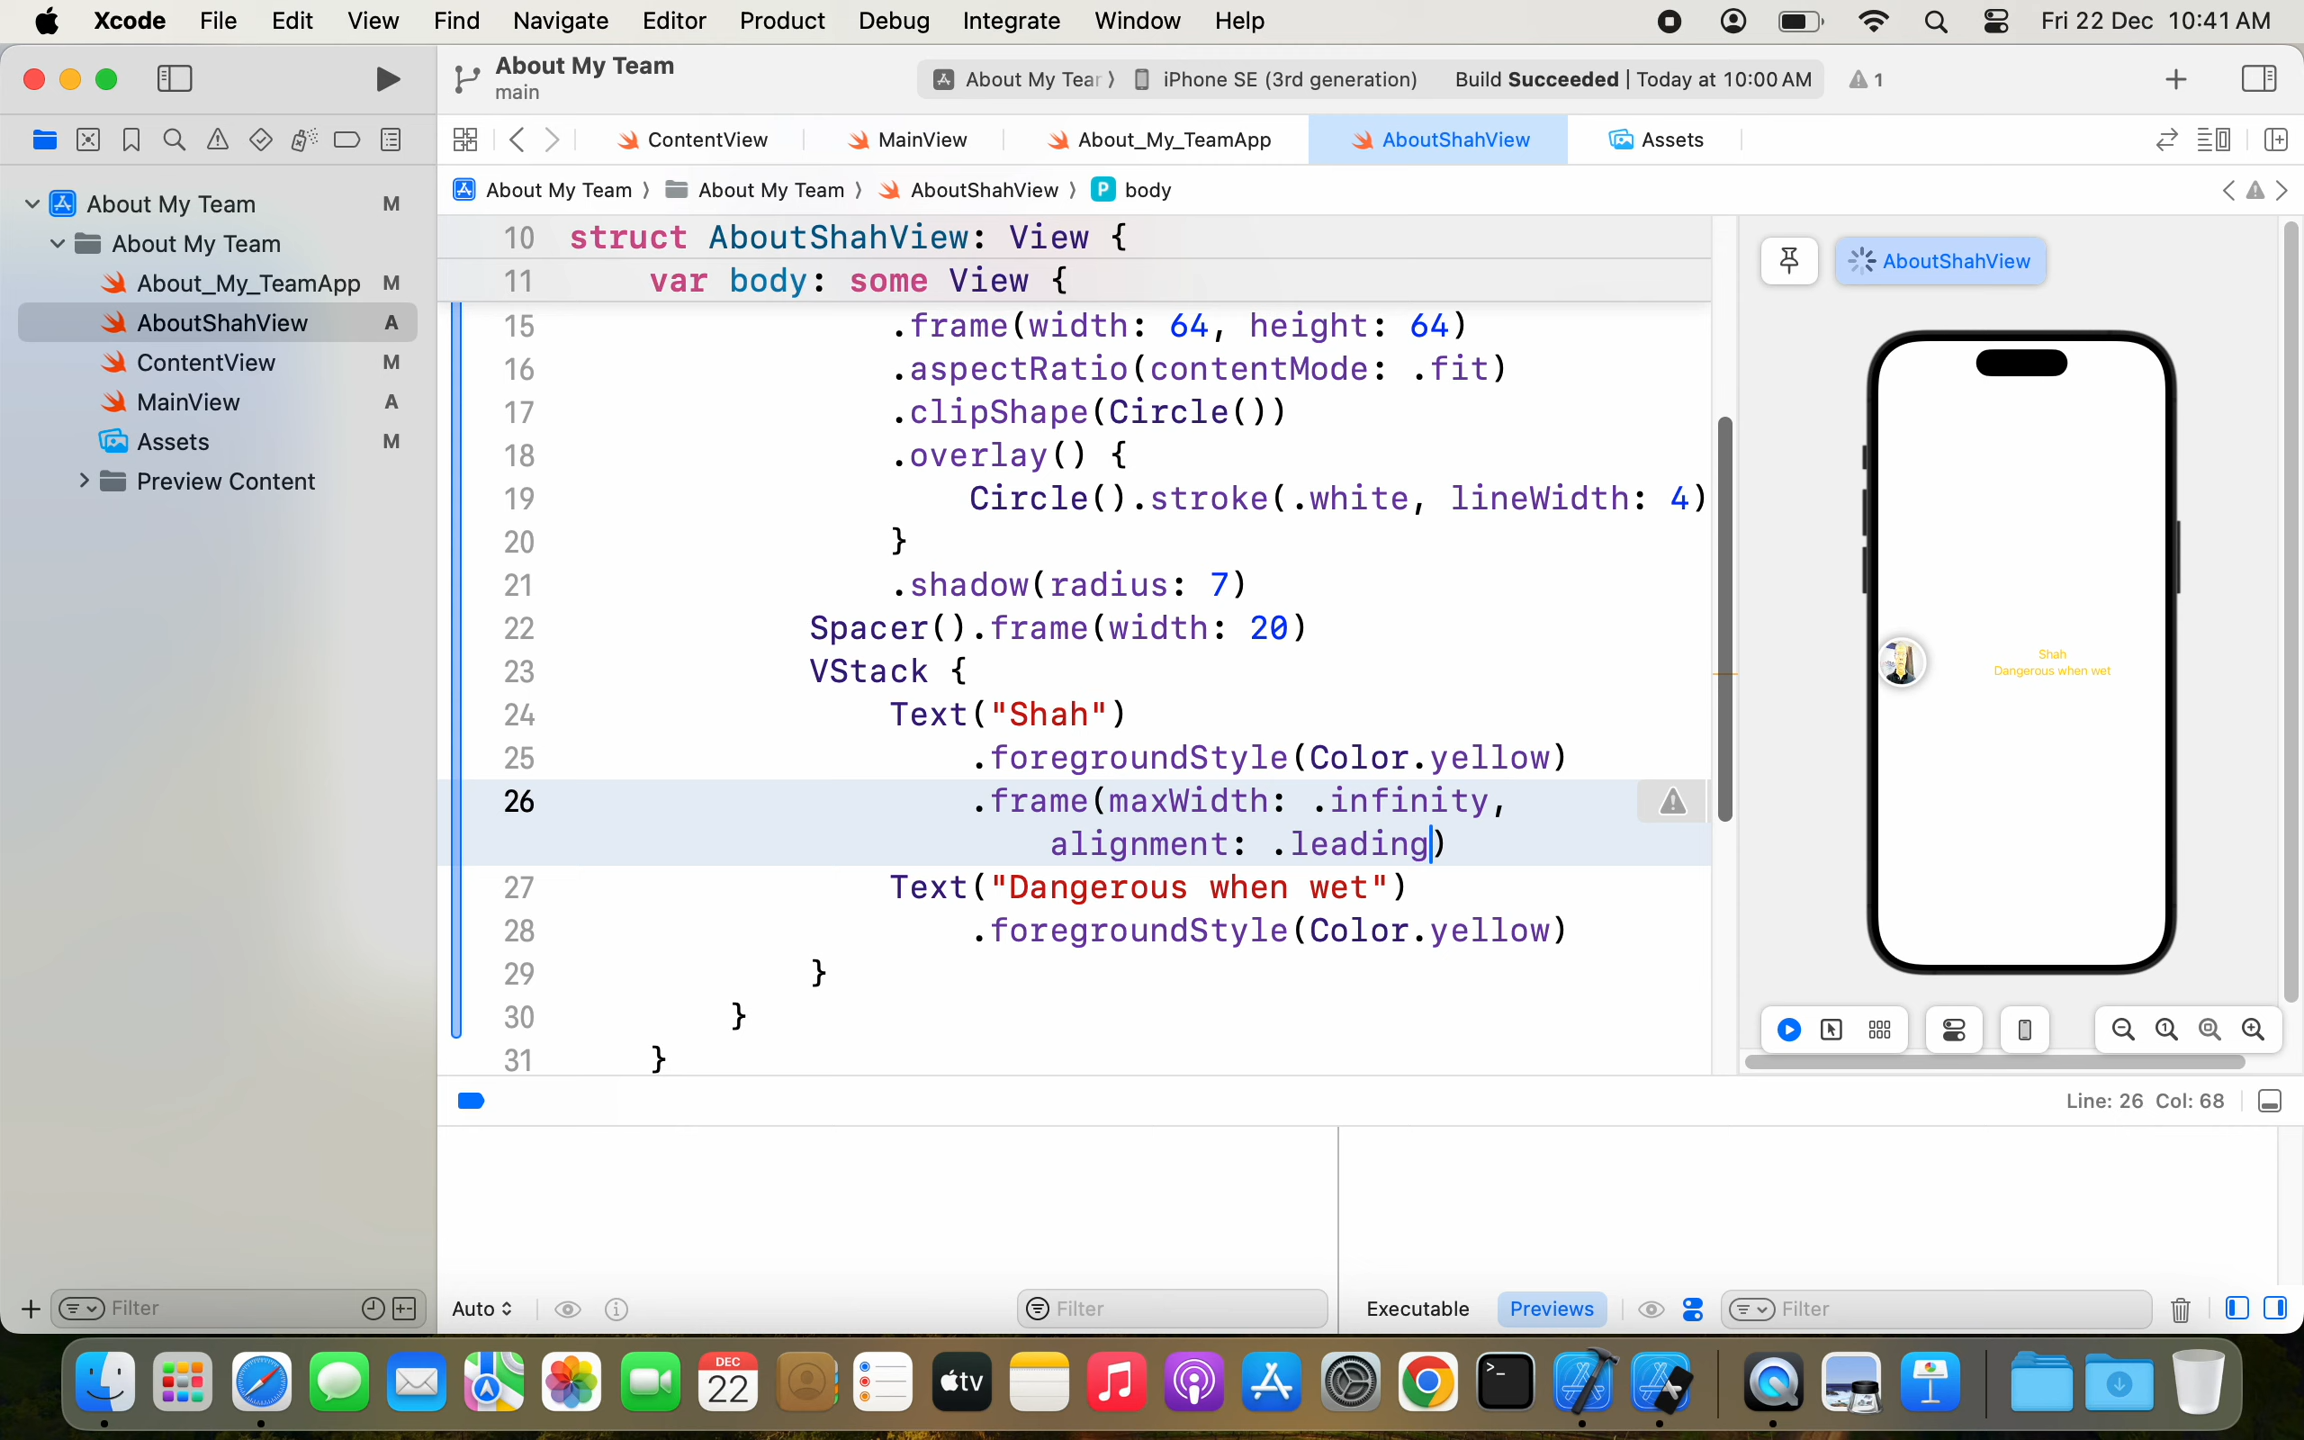 Xcode File Edit View Find Navigate Editor Product Debug Integrate Window Help Fri 22 Dec 10:41 AM
About My Team
main
About My Tear iPhone SE (3rd generation) Build Succeeded | Today at 10:00 AM 1
ContentView MainView About_My_TeamApp AboutShahView Assets
About My Team About My Team AboutShahView P body
About My Team M
About My Team
About_My_TeamApp M
AboutShahView A
ContentView M
MainView A
Assets M
Preview Content
10 struct AboutShahView: View {
11 var body: some View {
15 .frame(width: 64, height: 64)
16 .aspectRatio(contentMode: .fit)
17 .clipShape(Circle())
18 .overlay() {
19 Circle().stroke(.white, lineWidth: 4)
20 }
21 .shadow(radius: 7)
22 Spacer().frame(width: 20)
23 VStack {
24 Text("Shah")
25 .foregroundStyle(Color.yellow)
26 .frame(maxWidth: .infinity,
alignment: .leading)
27 Text("Dangerous when wet")
28 .foregroundStyle(Color.yellow)
29 }
30 }
31 }
AboutShahView
Shah
Dangerous when wet
Line: 26 Col: 68
Filter Auto Filter Executable Previews Filter
tv
DEC
22